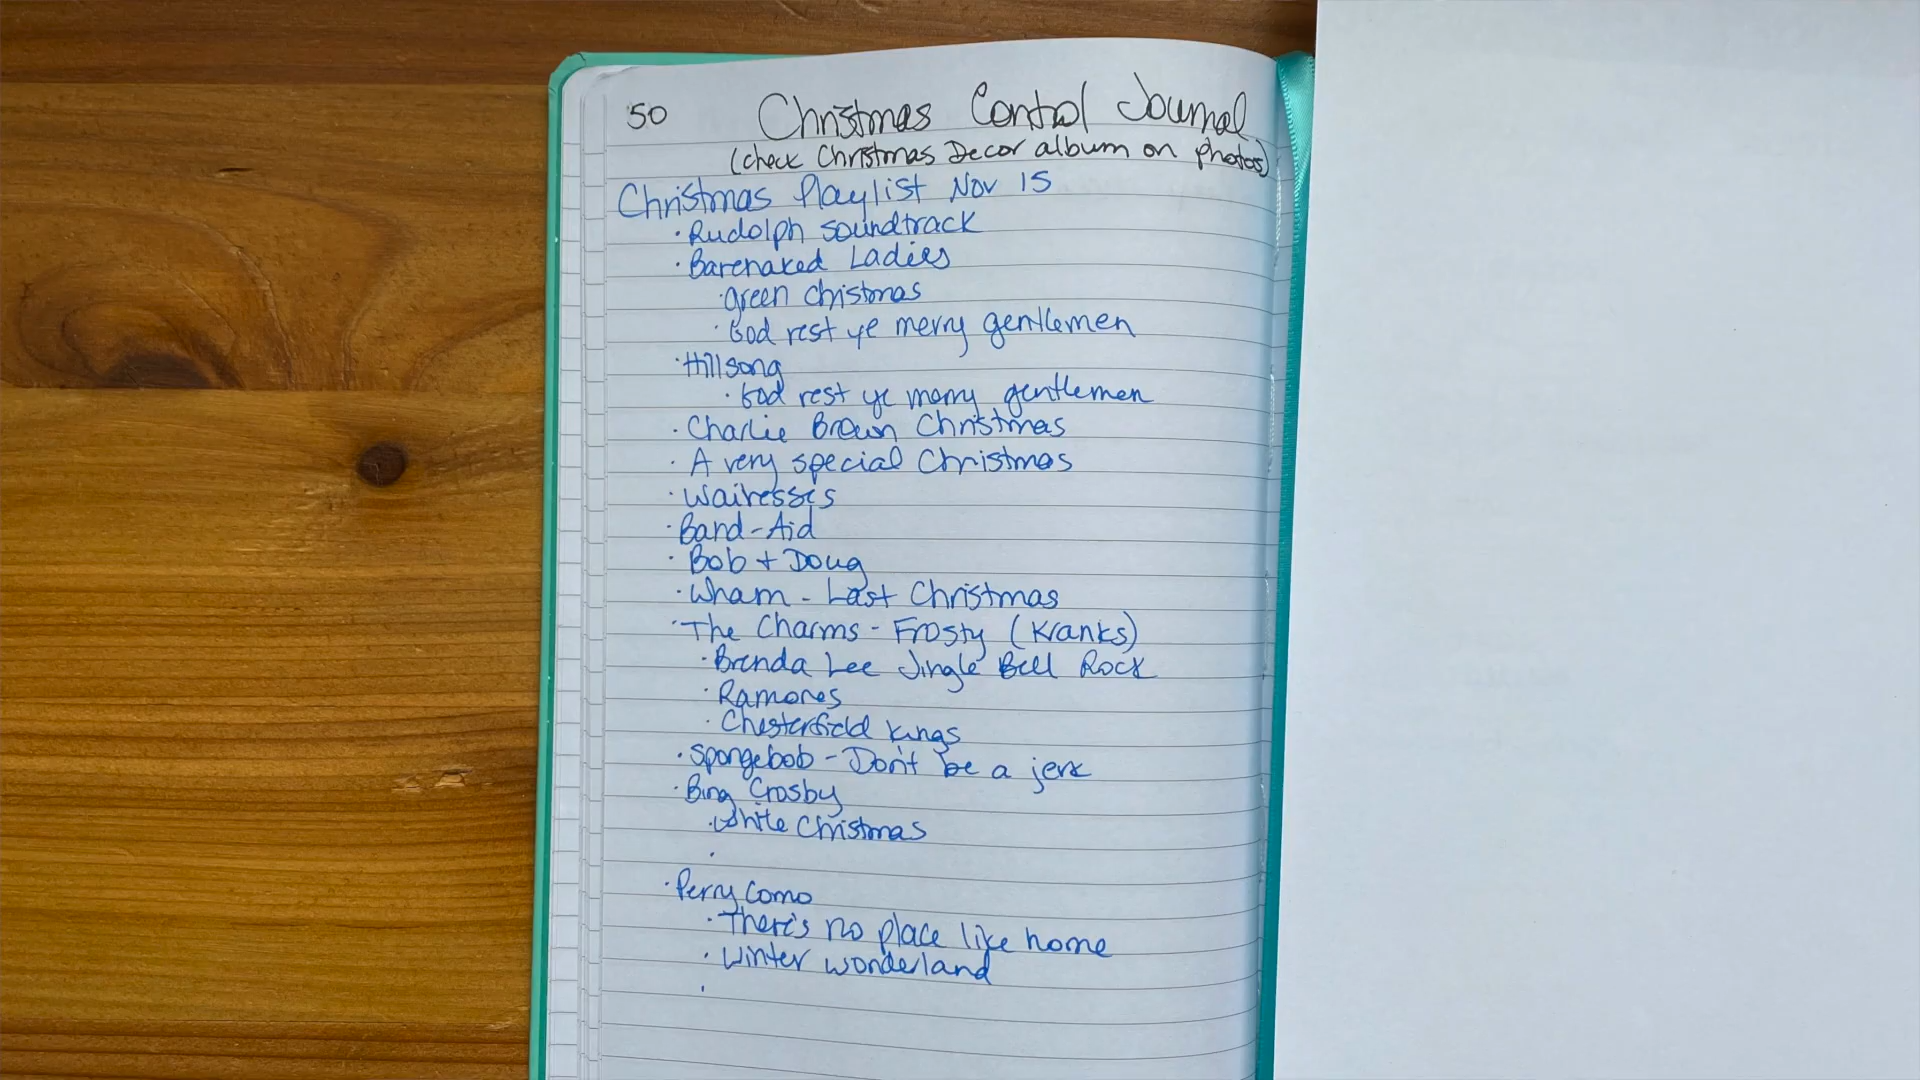 50 Christmas Control Journal
(check Christmas Decor album on photos)
Christmas Playlist Nov 15
· Rudolph soundtrack
· Barenaked Ladies
· green christmas
· God rest ye merry gentlemen
· Hillsong
· God rest ye merry gentlemen
· Charlie Brown Christmas
· A very special Christmas
· Waitresses
· Band-Aid
· Bob + Doug
· Wham - Last Christmas
· The Charms - Frosty (Kranks)
· Brenda Lee Jingle Bell Rock
· Ramones
· Chesterfield Kings
· Spongebob - Don't be a jerk
· Bing Crosby
· White Christmas
·
· Perry Como
· There's no place like home
· Winter wonderland
·